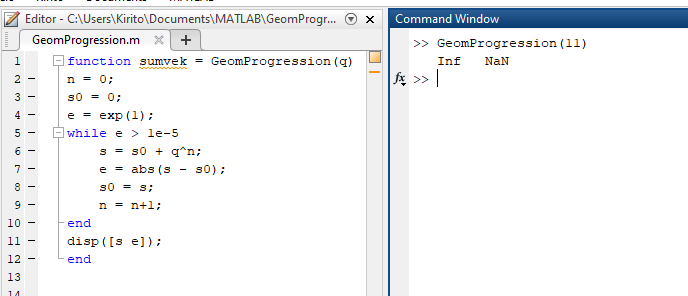 Editor - C:\Users\Kirito\Documents\MATLAB\GeomProgr...
GeomProgression.m
1 function sumvek = GeomProgression(q)
2 - n = 0;
3 - s0 = 0;
4 - e = exp(1);
5 - while e > 1e-5
6 - s = s0 + q^n;
7 - e = abs(s - s0);
8 - s0 = s;
9 - n = n+1;
10 - end
11 - disp([s e]);
12 - end
13
14
Command Window
>> GeomProgression(11)
Inf NaN
fx >>